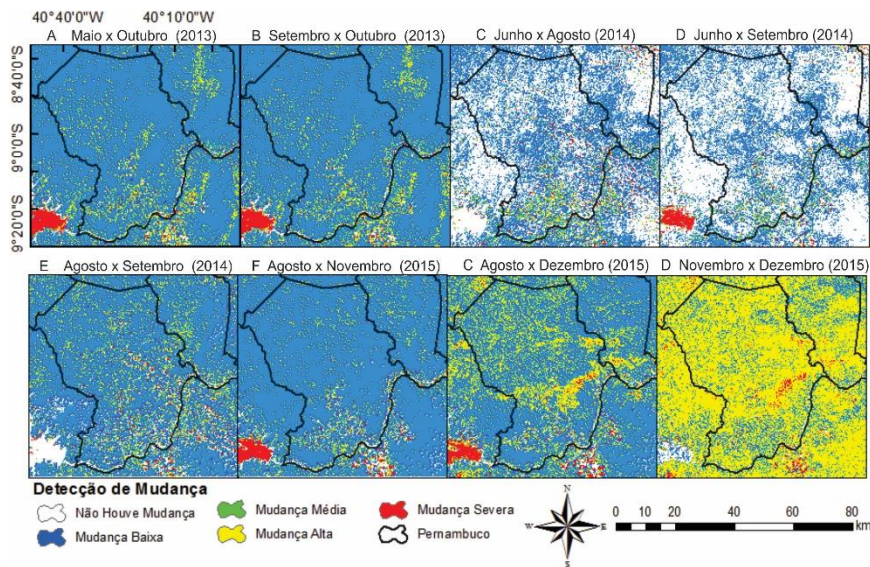 40°40'0"W 40°10'0"W
A Maio x Outubro (2013) B Setembro x Outubro (2013) C Junho x Agosto (2014) D Junho x Setembro (2014)
8°40'0"S
9°0'0"S
9°20'0"S
E Agosto x Setembro (2014) F Agosto x Novembro (2015) C Agosto x Dezembro (2015) D Novembro x Dezembro (2015)
Detecção de Mudança
Não Houve Mudança Mudança Média Mudança Severa
Mudança Baixa Mudança Alta Pernambuco
N
W E
S
0 10 20 40 60 80
km